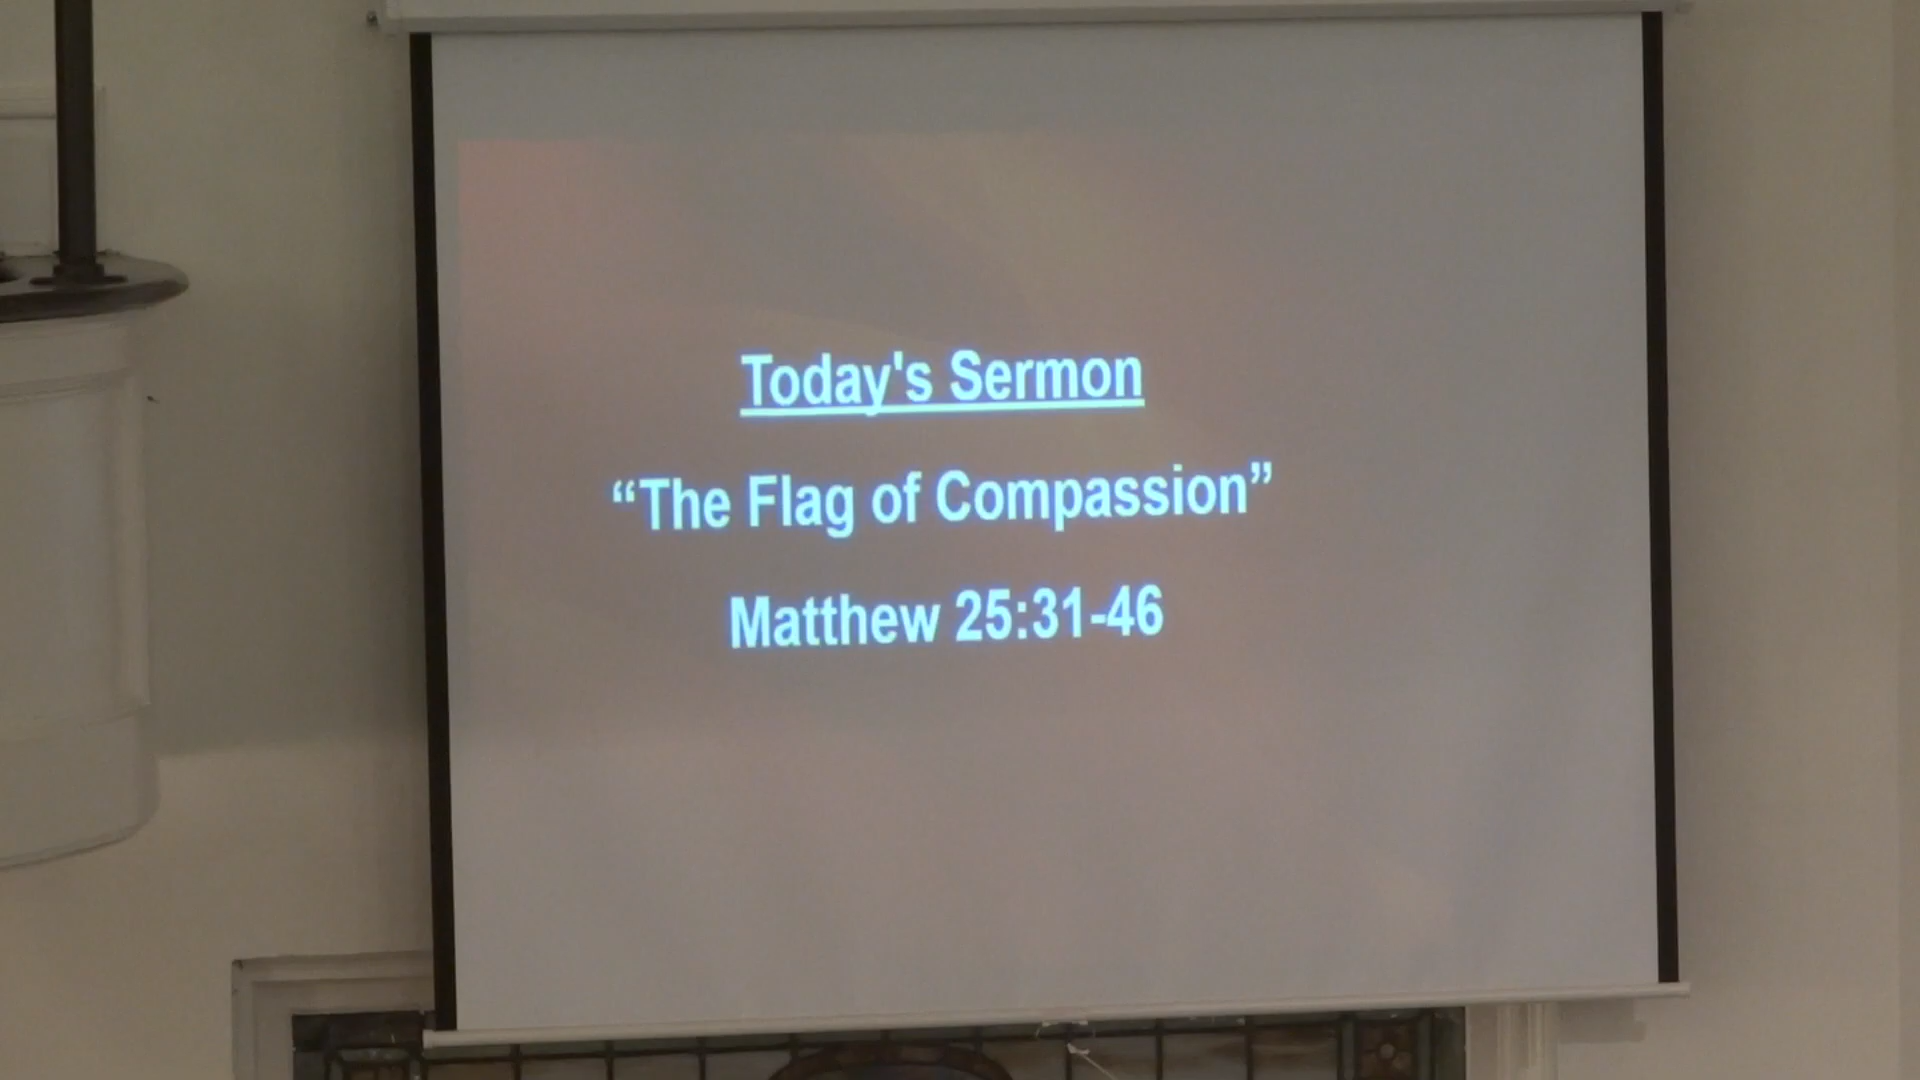 Today's Sermon
“The Flag of Compassion”
Matthew 25:31-46